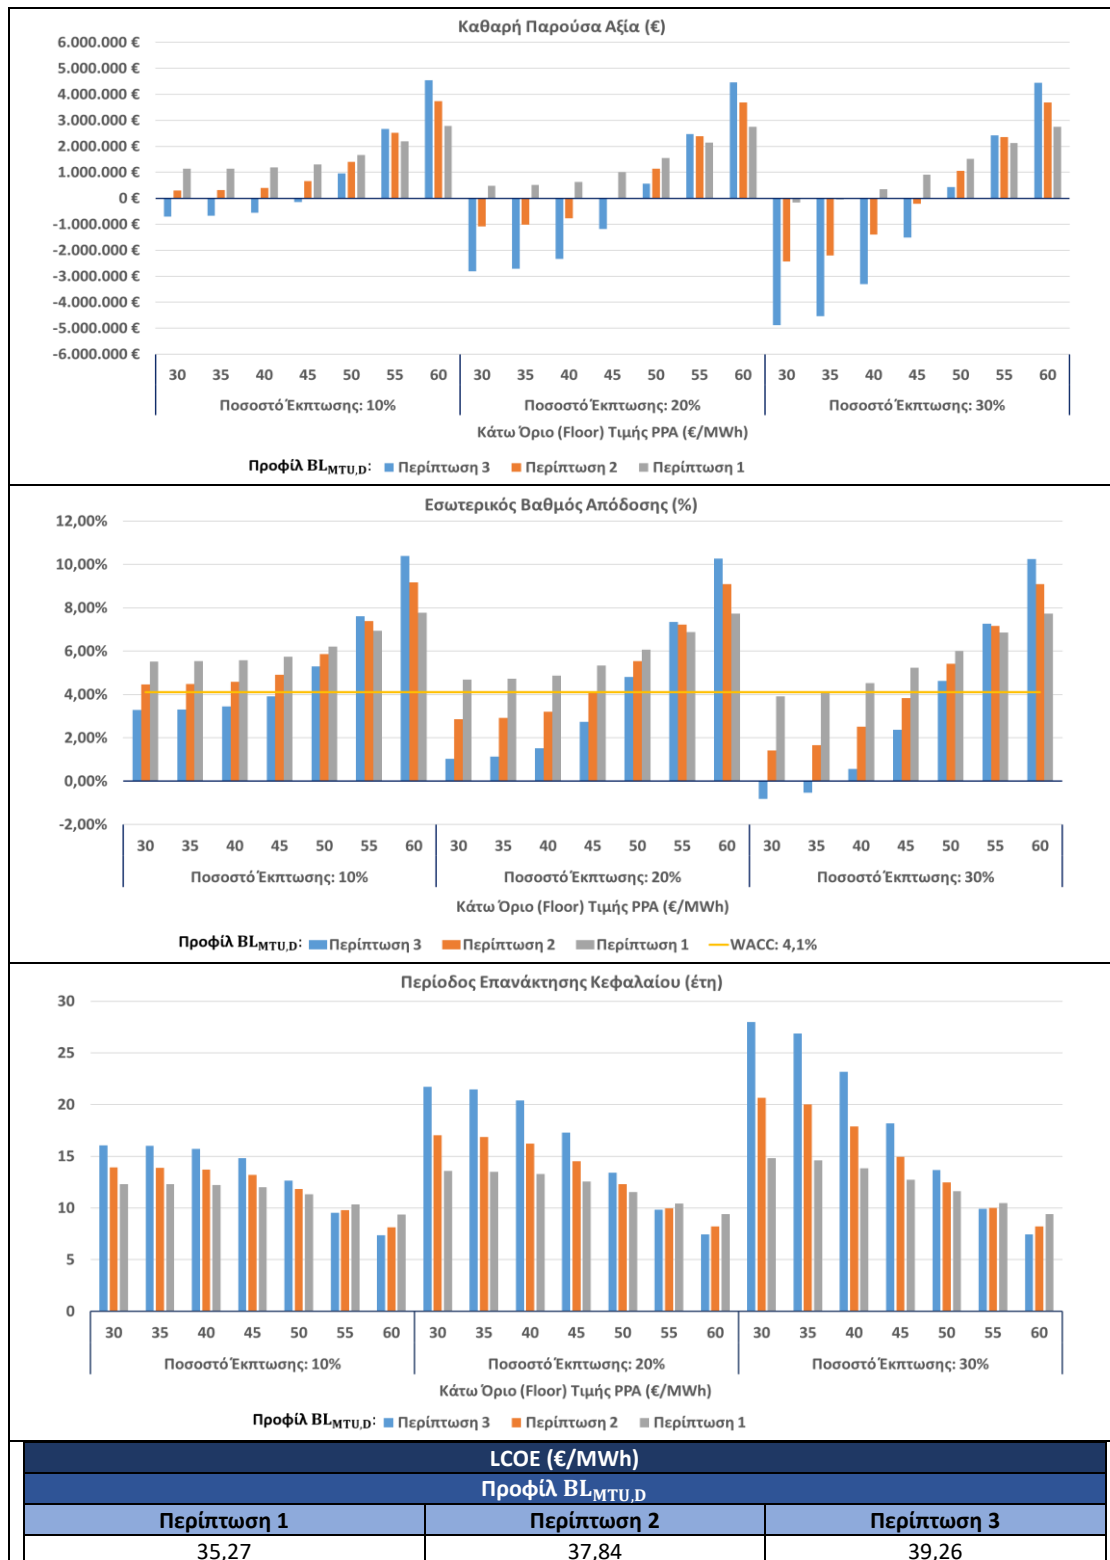 Καθαρή Παρούσα Αξία (€)
6.000.000 €
5.000.000 €
4.000.000 €
3.000.000 €
2.000.000 €
1.000.000 €
0 €
-1.000.000 €
-2.000.000 €
-3.000.000 €
-4.000.000 €
-5.000.000 €
-6.000.000 €
30 35 40 45 50 55 60 30 35 40 45 50 55 60 30 35 40 45 50 55 60
Ποσοστό Έκπτωσης: 10% Ποσοστό Έκπτωσης: 20% Ποσοστό Έκπτωσης: 30%
Κάτω Όριο (Floor) Τιμής PPA (€/MWh)
Προφίλ BL_MTU,D: Περίπτωση 3 Περίπτωση 2 Περίπτωση 1
Εσωτερικός Βαθμός Απόδοσης (%)
12,00%
10,00%
8,00%
6,00%
4,00%
2,00%
0,00%
-2,00%
30 35 40 45 50 55 60 30 35 40 45 50 55 60 30 35 40 45 50 55 60
Ποσοστό Έκπτωσης: 10% Ποσοστό Έκπτωσης: 20% Ποσοστό Έκπτωσης: 30%
Κάτω Όριο (Floor) Τιμής PPA (€/MWh)
Προφίλ BL_MTU,D: Περίπτωση 3 Περίπτωση 2 Περίπτωση 1 WACC: 4,1%
Περίοδος Επανάκτησης Κεφαλαίου (έτη)
30
25
20
15
10
5
0
30 35 40 45 50 55 60 30 35 40 45 50 55 60 30 35 40 45 50 55 60
Ποσοστό Έκπτωσης: 10% Ποσοστό Έκπτωσης: 20% Ποσοστό Έκπτωσης: 30%
Κάτω Όριο (Floor) Τιμής PPA (€/MWh)
Προφίλ BL_MTU,D: Περίπτωση 3 Περίπτωση 2 Περίπτωση 1
LCOE (€/MWh)
Προφίλ BL_MTU,D
Περίπτωση 1 Περίπτωση 2 Περίπτωση 3
35,27 37,84 39,26